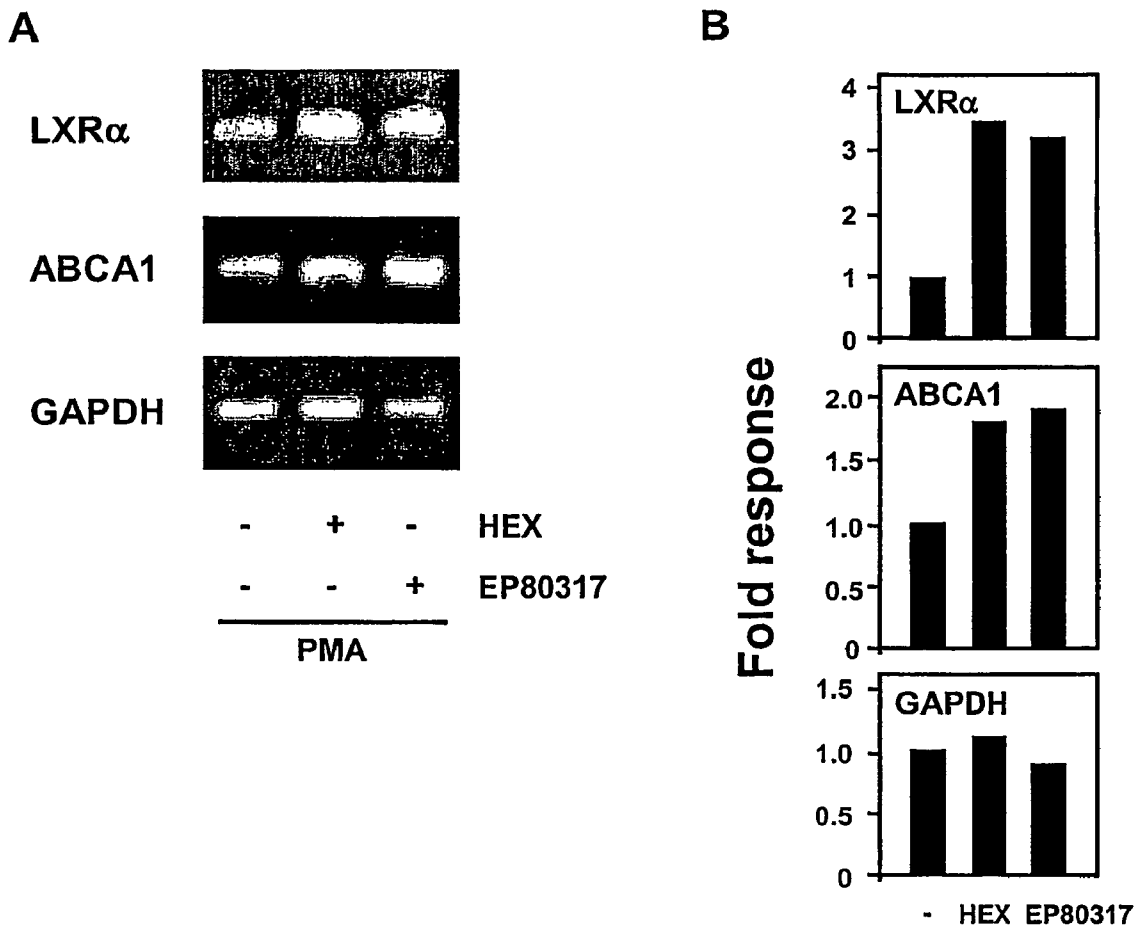 A
LXRα
ABCA1
GAPDH
- + - HEX
- - + EP80317
PMA
B
Fold response
LXRα
4
3
2
1
0
ABCA1
2.0
1.5
1.0
0.5
0
GAPDH
1.5
1.0
0.5
0
- HEX EP80317